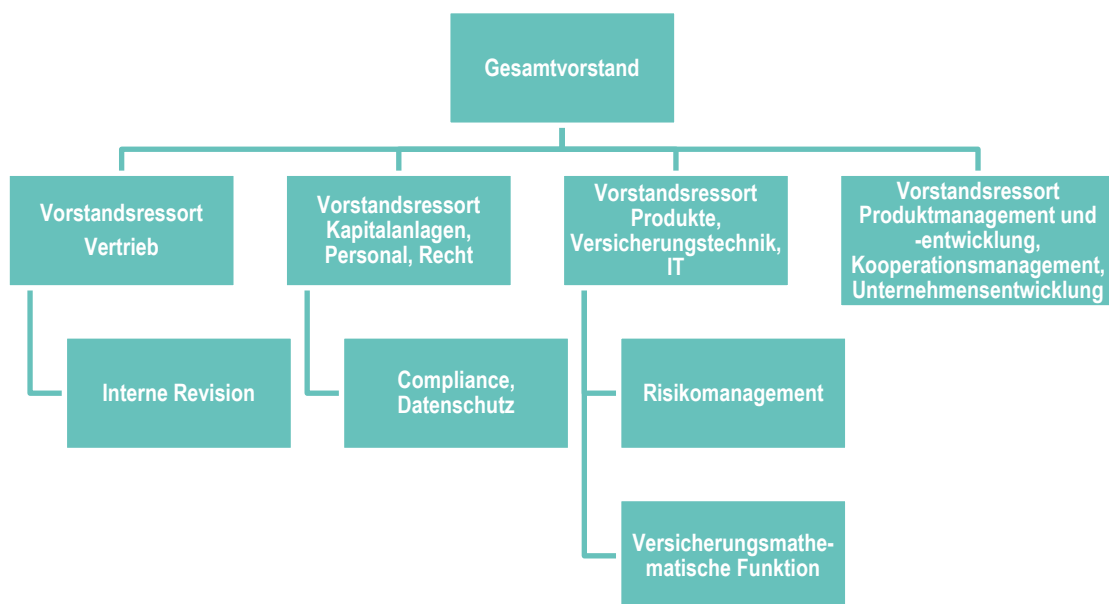 Gesamtvorstand
Vorstandsressort
Vertrieb
Vorstandsressort
Kapitalanlagen,
Personal, Recht
Vorstandsressort
Produkte,
Versicherungstechnik,
IT
Vorstandsressort
Produktmanagement und
-entwicklung,
Kooperationsmanagement,
Unternehmensentwicklung
Interne Revision
Compliance,
Datenschutz
Risikomanagement
Versicherungsmathe-
matische Funktion